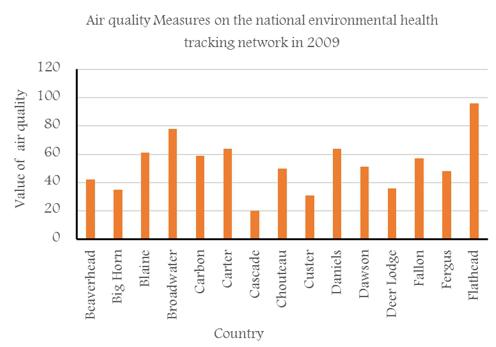 Air quality Measures on the national environmental health
tracking network in 2009
Value of air quality
120
100
80
60
40
20
0
Beaverhead
Big Horn
Blaine
Broadwater
Carbon
Carter
Cascade
Chouteau
Custer
Daniels
Dawson
Deer Lodge
Fallon
Fergus
Flathead
Country